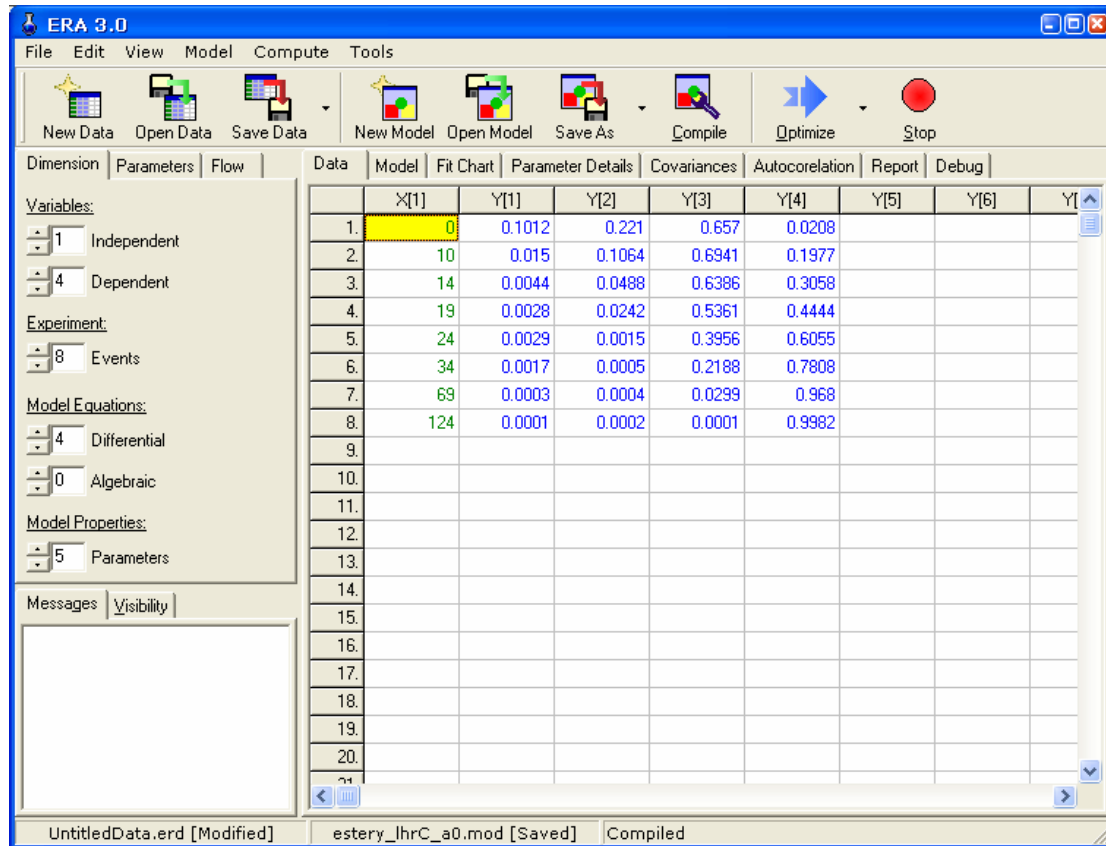 ERA 3.0
File Edit View Model Compute Tools
New Data Open Data Save Data New Model Open Model Save As Compile Optimize Stop
Dimension Parameters Flow
Data Model Fit Chart Parameter Details Covariances Autocorelation Report Debug
Variables:
1 Independent
4 Dependent
Experiment:
8 Events
Model Equations:
4 Differential
0 Algebraic
Model Properties:
5 Parameters
Messages Visibility
X[1] Y[1] Y[2] Y[3] Y[4] Y[5] Y[6] Y[
1. 0 0.1012 0.221 0.657 0.0208
2. 10 0.015 0.1064 0.6941 0.1977
3. 14 0.0044 0.0488 0.6386 0.3058
4. 19 0.0028 0.0242 0.5361 0.4444
5. 24 0.0029 0.0015 0.3956 0.6055
6. 34 0.0017 0.0005 0.2188 0.7808
7. 69 0.0003 0.0004 0.0299 0.968
8. 124 0.0001 0.0002 0.0001 0.9982
9.
10.
11.
12.
13.
14.
15.
16.
17.
18.
19.
20.
UntitledData.erd [Modified] estery_lhrC_a0.mod [Saved] Compiled